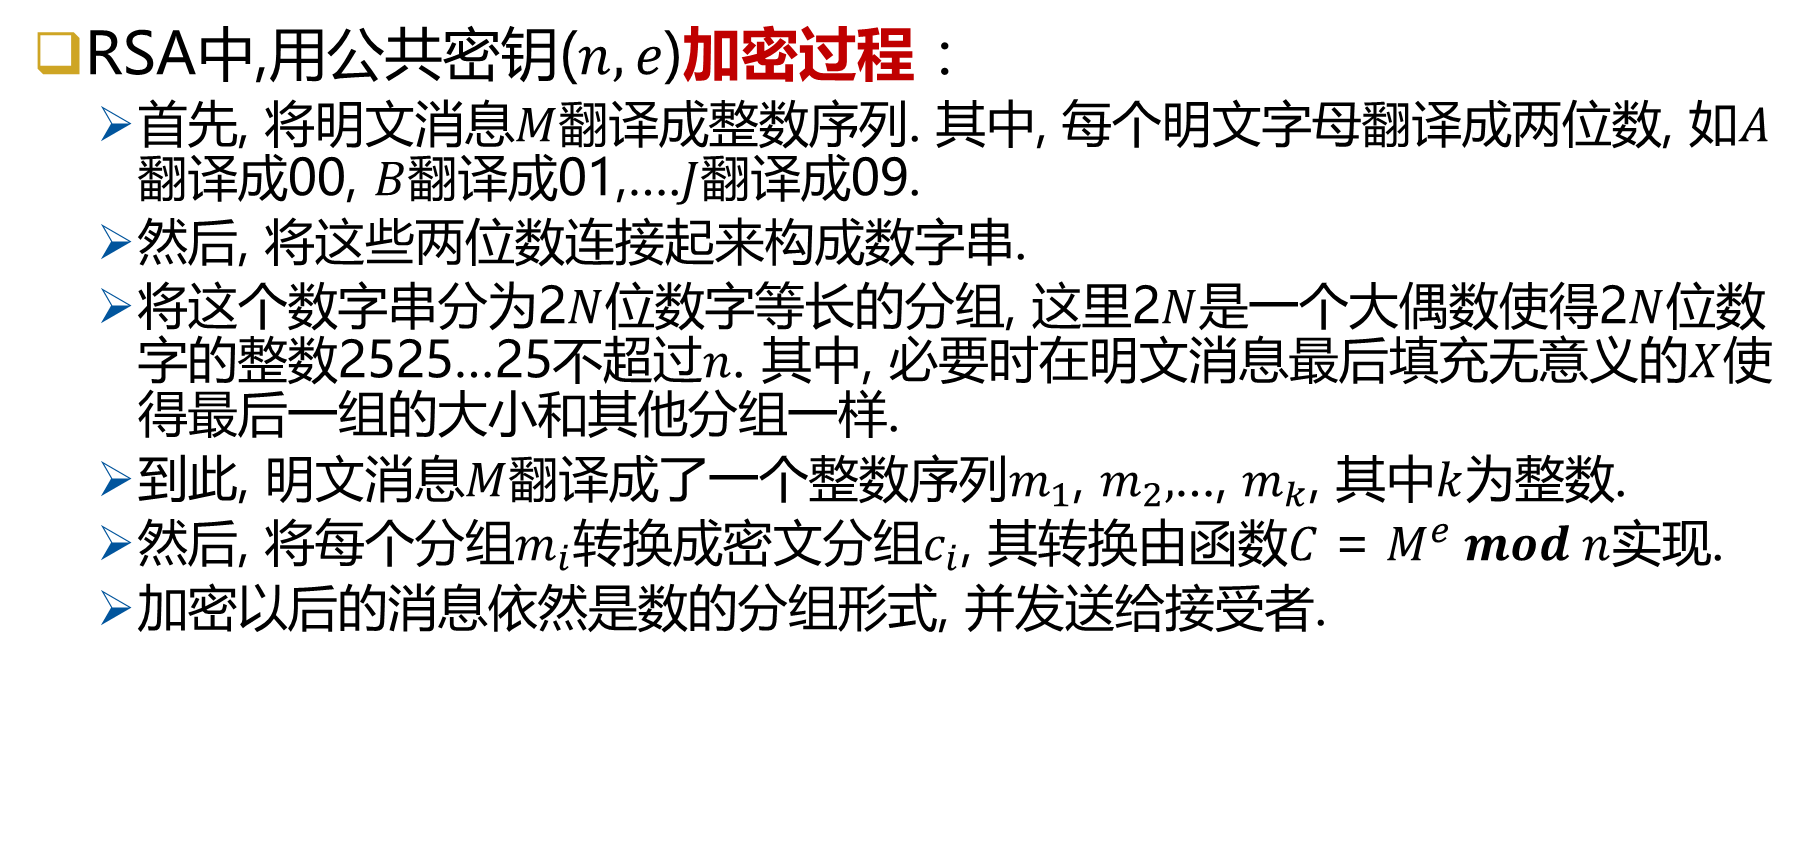 RSA中,用公共密钥(n, e)加密过程：
首先, 将明文消息M翻译成整数序列. 其中, 每个明文字母翻译成两位数, 如A
翻译成00, B翻译成01,....J翻译成09.
然后, 将这些两位数连接起来构成数字串.
将这个数字串分为2N位数字等长的分组, 这里2N是一个大偶数使得2N位数
字的整数2525...25不超过n. 其中, 必要时在明文消息最后填充无意义的X使
得最后一组的大小和其他分组一样.
到此, 明文消息M翻译成了一个整数序列m₁, m₂,..., mₖ, 其中k为整数.
然后, 将每个分组mᵢ转换成密文分组cᵢ, 其转换由函数C = Mᵉ mod n实现.
加密以后的消息依然是数的分组形式, 并发送给接受者.